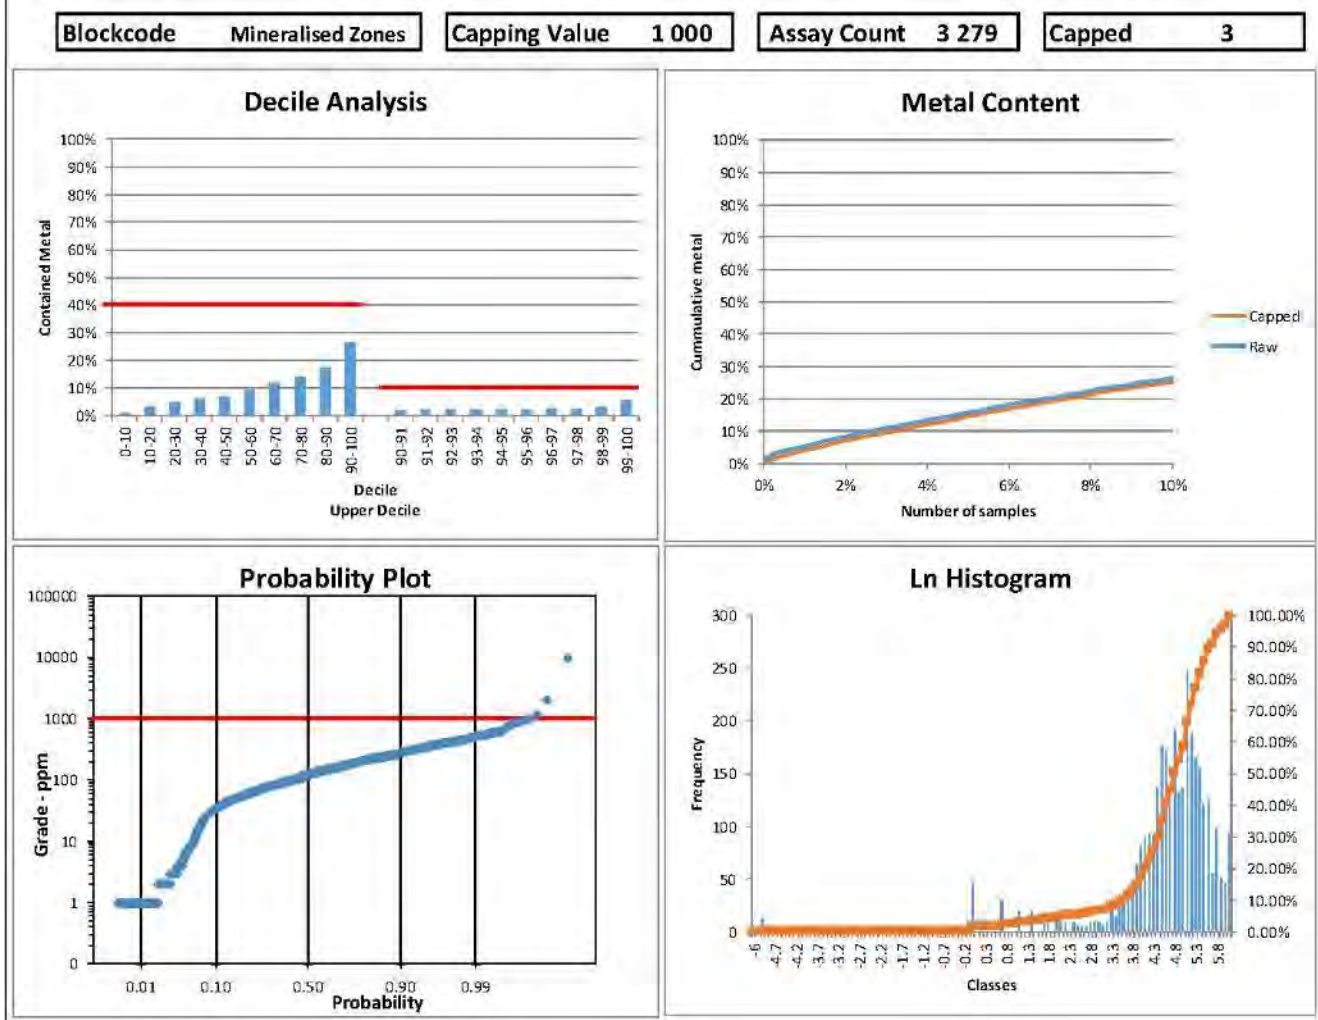 Blockcode Mineralised Zones Capping Value 1 000 Assay Count 3 279 Capped 3
Decile Analysis
100%
90%
80%
70%
60%
50%
40%
30%
20%
10%
0%
Contained Metal
0-10 10-20 20-30 30-40 40-50 50-60 60-70 70-80 80-90 90-100 90-91 91-92 92-93 93-94 94-95 95-96 96-97 97-98 98-99 99-100
Decile
Upper Decile
Metal Content
100%
90%
80%
70%
60%
50%
40%
30%
20%
10%
0%
Cummulative metal
0% 2% 4% 6% 8% 10%
Number of samples
Capped
Raw
Probability Plot
100000
10000
1000
100
10
1
0
Grade - ppm
0.01 0.10 0.50 0.90 0.99
Probability
Ln Histogram
300
250
200
150
100
50
0
Frequency
100.00%
90.00%
80.00%
70.00%
60.00%
50.00%
40.00%
30.00%
20.00%
10.00%
0.00%
-6 -4.7 -4.2 -3.7 -3.2 -2.7 -2.2 -1.7 -1.2 -0.7 -0.2 0.3 0.8 1.3 1.8 2.3 2.8 3.3 3.8 4.3 4.8 5.3 5.8
Classes